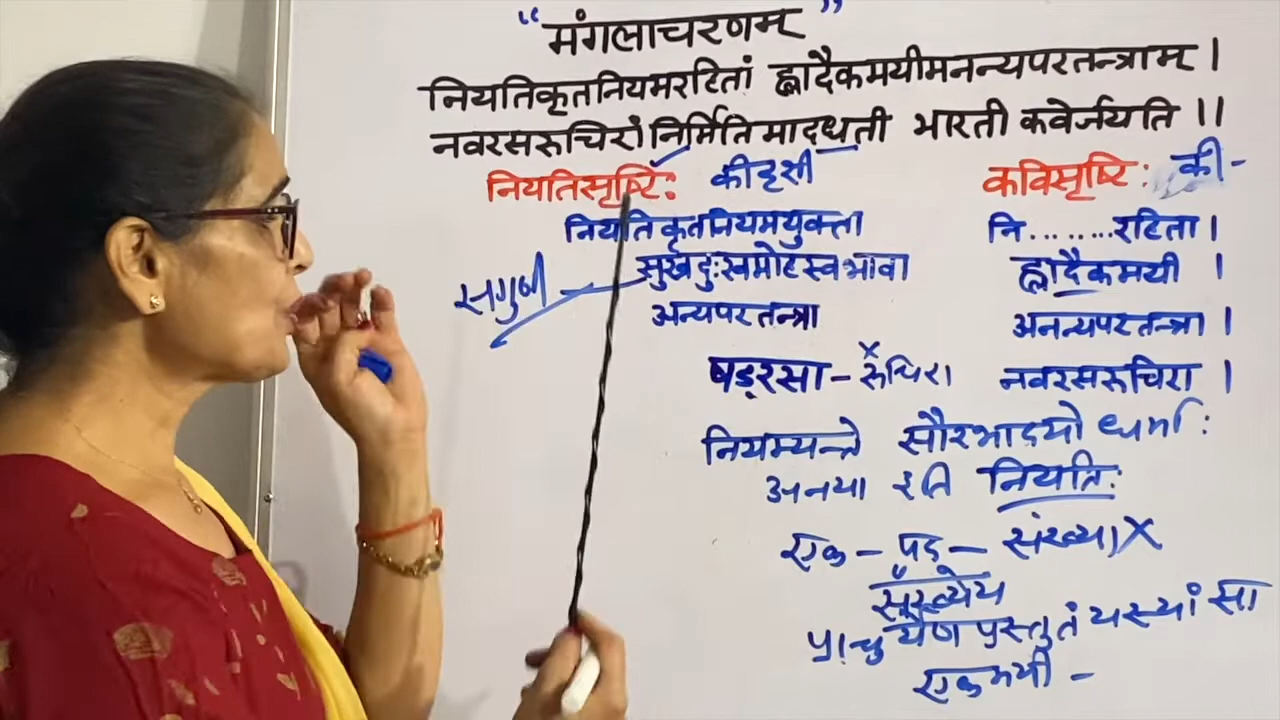 “मंगलाचरणम्”
नियतिकृतनियमरहितां ह्लादैकमयीमनन्यपरतन्त्राम् ।
नवरसरुचिरां निर्मितिमादधती भारती कवेर्जयति ॥
नियतिसृष्टिः कीदृशी कविसृष्टिः की-
नियतिकृतनियमयुक्ता नि........रहिता ।
सगुणी सुखदुःखमोहस्वभावा ह्लादैकमयी ।
अन्यपरतन्त्रा अनन्यपरतन्त्रा ।
षड्रसा - रुचिरा x नवरसरुचिरा ।
नियम्यन्ते सौरभादयो धर्माः
अनया इति नियतिः
एक - पद - संख्या X
संख्येय
प्राचुर्येण प्रस्तुतं यस्यां सा
एकमयी -